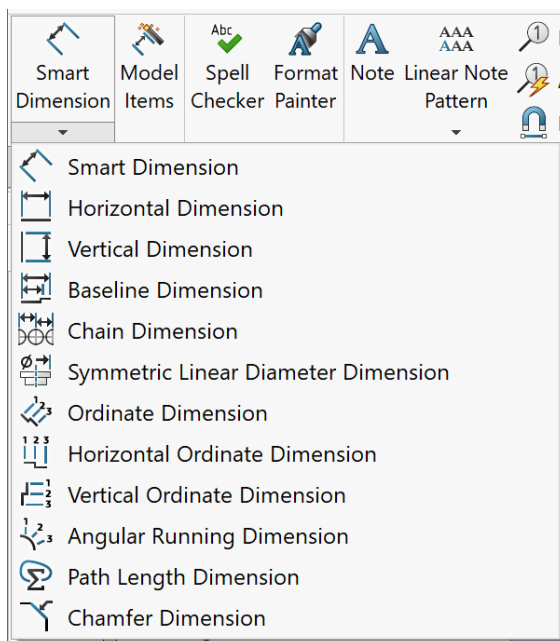 Abc
AAA
AAA
Smart Dimension
Model Items
Spell Checker
Format Painter
Note
Linear Note Pattern
Smart Dimension
Horizontal Dimension
Vertical Dimension
Baseline Dimension
Chain Dimension
Symmetric Linear Diameter Dimension
Ordinate Dimension
Horizontal Ordinate Dimension
Vertical Ordinate Dimension
Angular Running Dimension
Path Length Dimension
Chamfer Dimension